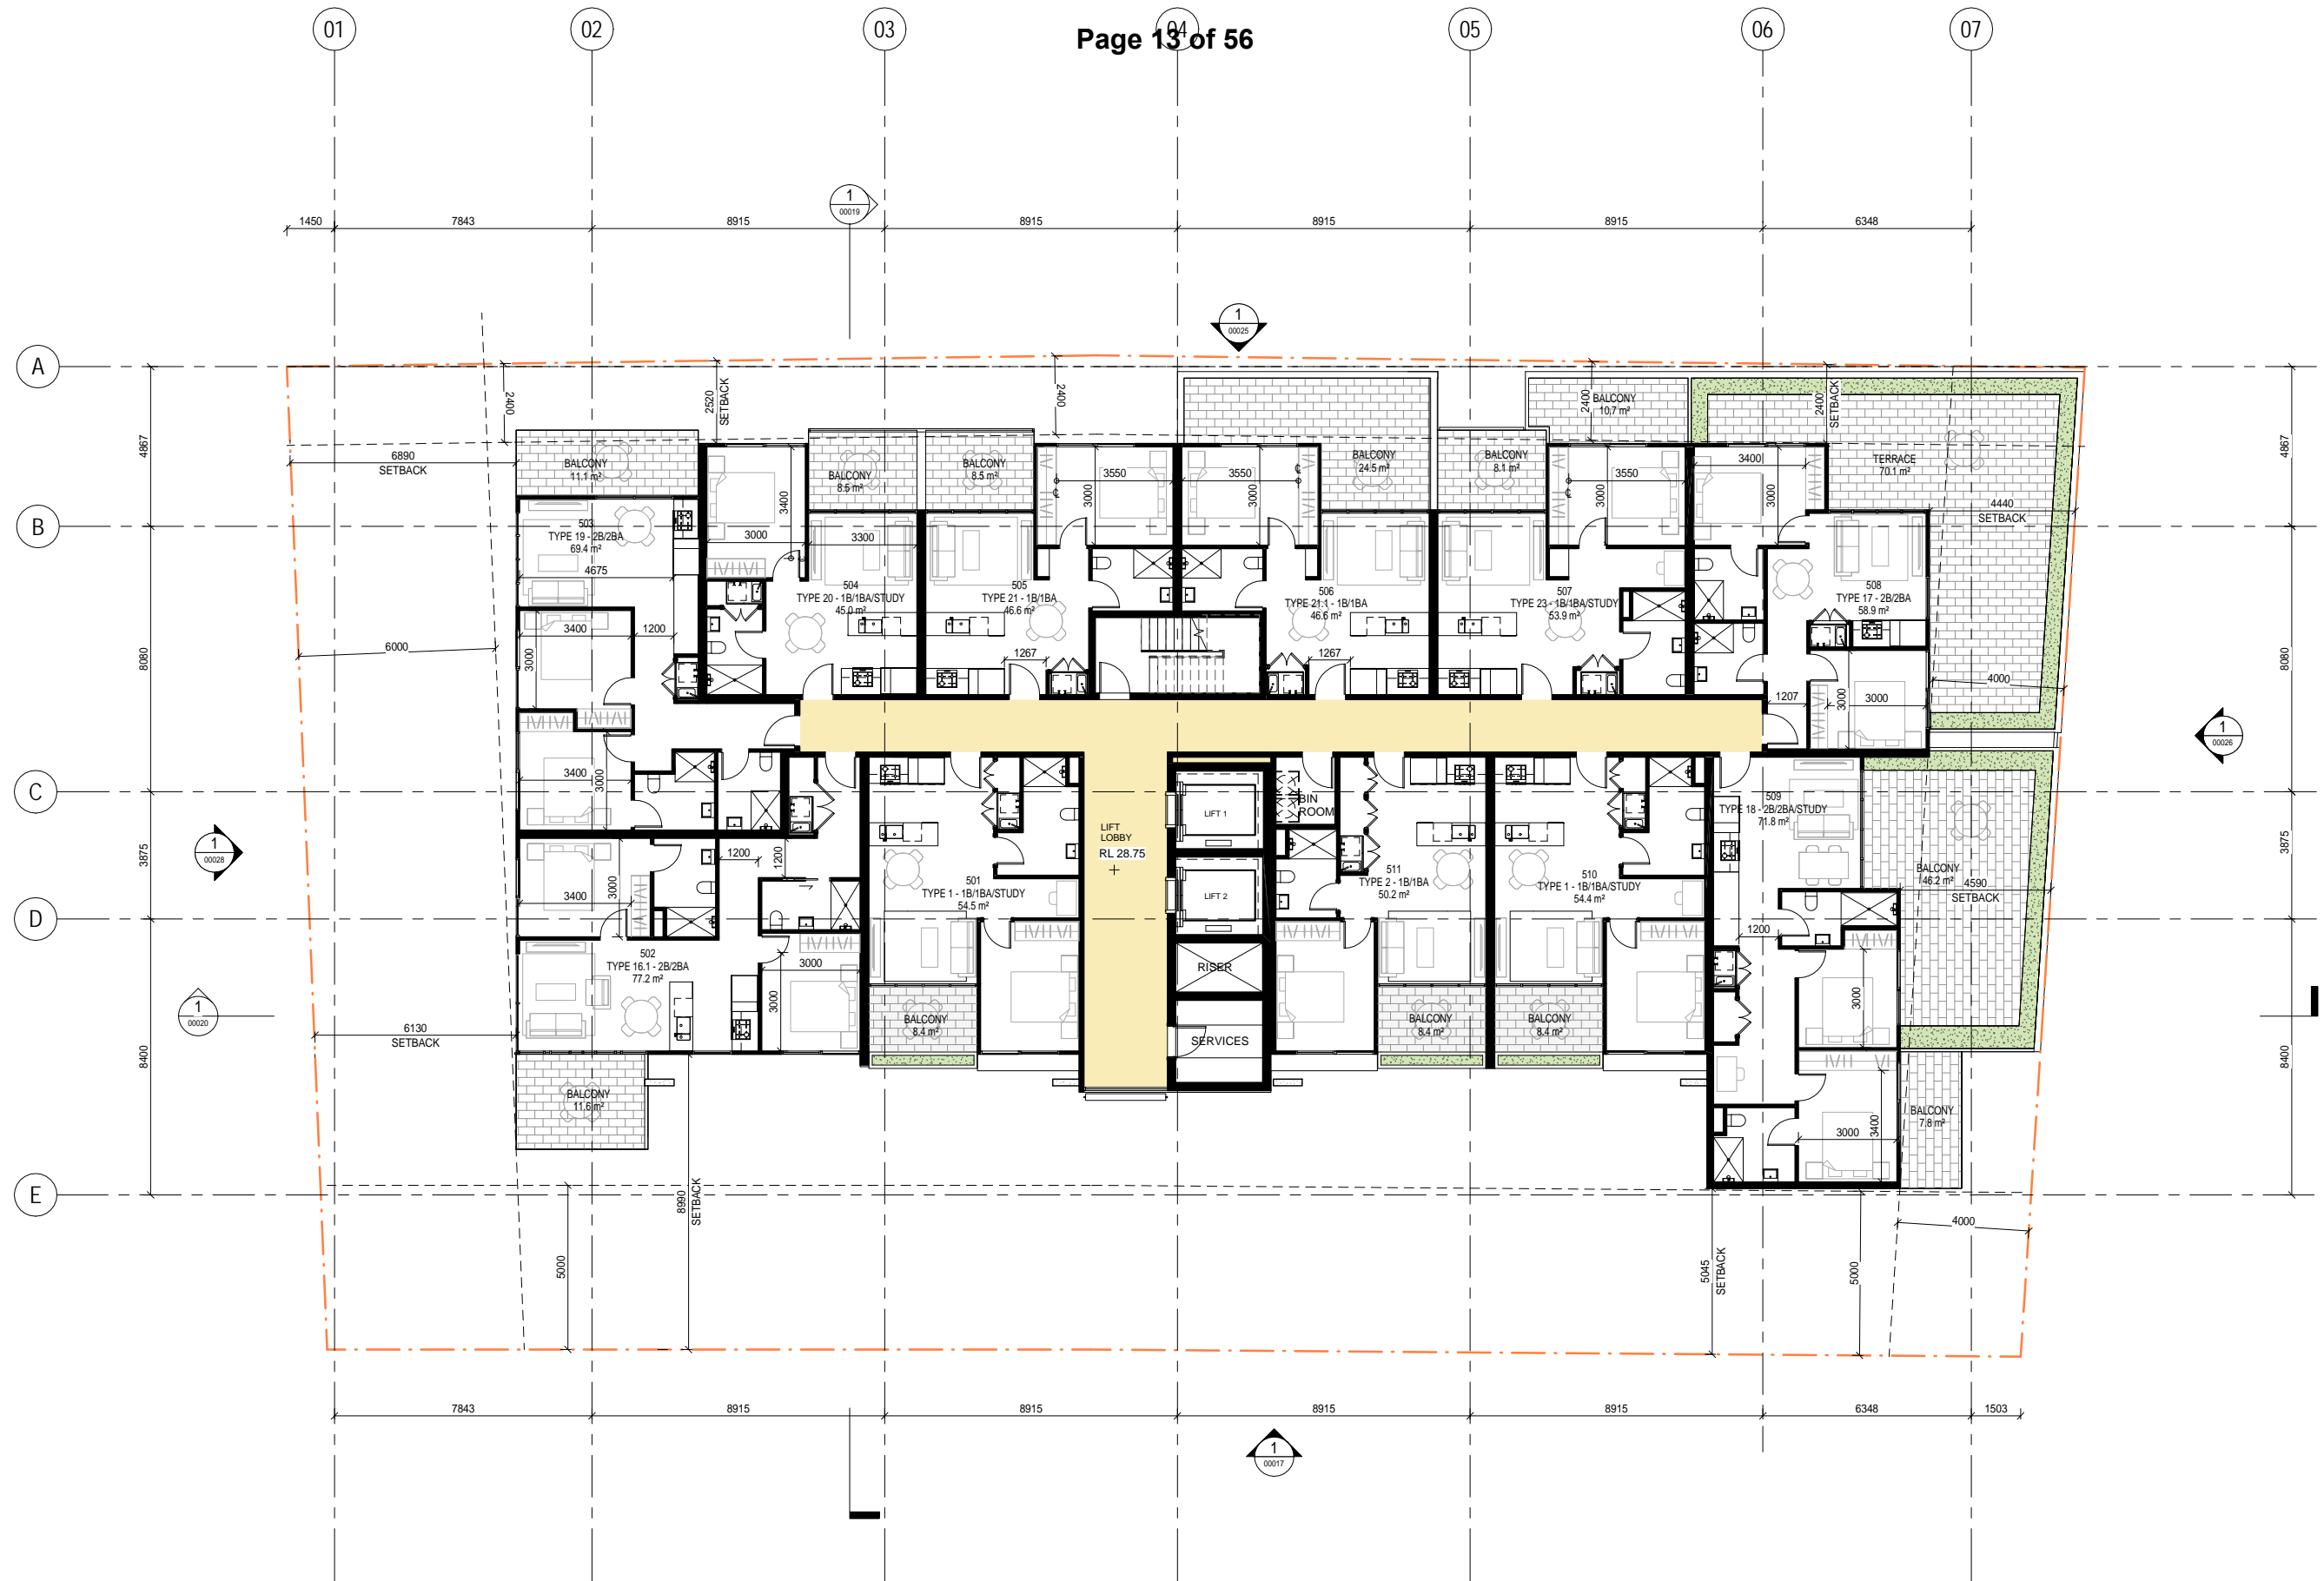 Page 13 of 56
01
02
03
04
05
06
07
1
00019
1450
7843
8915
8915
8915
8915
6348
1
00025
A
B
C
D
E
4867
8080
3875
8400
4867
8080
3875
8400
2400
2520
SETBACK
2400
2400
2400
SETBACK
6890
SETBACK
BALCONY
11.1 m²
BALCONY
8.5 m²
BALCONY
8.5 m²
BALCONY
24.5 m²
BALCONY
8.1 m²
BALCONY
10.7 m²
TERRACE
70.1 m²
4440
SETBACK
3400
3000
3300
3550
3000
3550
3000
3550
3000
3400
3000
503
TYPE 19 - 2B/2BA
69.4 m²
4675
504
TYPE 20 - 1B/1BA/STUDY
45.0 m²
505
TYPE 21 - 1B/1BA
46.6 m²
506
TYPE 21.1 - 1B/1BA
46.6 m²
507
TYPE 23 - 1B/1BA/STUDY
53.9 m²
508
TYPE 17 - 2B/2BA
58.9 m²
3400
1200
3000
6000
1267
1267
1207
3000
3000
4000
1
00026
3400
3000
1
00028
LIFT
LOBBY
RL 28.75
LIFT 1
LIFT 2
RISER
SERVICES
BIN
ROOM
1200
1200
3400
3000
501
TYPE 1 - 1B/1BA/STUDY
54.5 m²
511
TYPE 2 - 1B/1BA
50.2 m²
510
TYPE 1 - 1B/1BA/STUDY
54.4 m²
509
TYPE 18 - 2B/2BA/STUDY
71.8 m²
BALCONY
46.2 m²
4590
SETBACK
1200
3000
502
TYPE 16.1 - 2B/2BA
77.2 m²
3000
3000
1
00020
6130
SETBACK
BALCONY
8.4 m²
BALCONY
8.4 m²
BALCONY
8.4 m²
BALCONY
11.6 m²
BALCONY
7.8 m²
3000
3400
8990
SETBACK
5000
5045
SETBACK
5000
4000
7843
8915
8915
8915
8915
6348
1503
1
00017